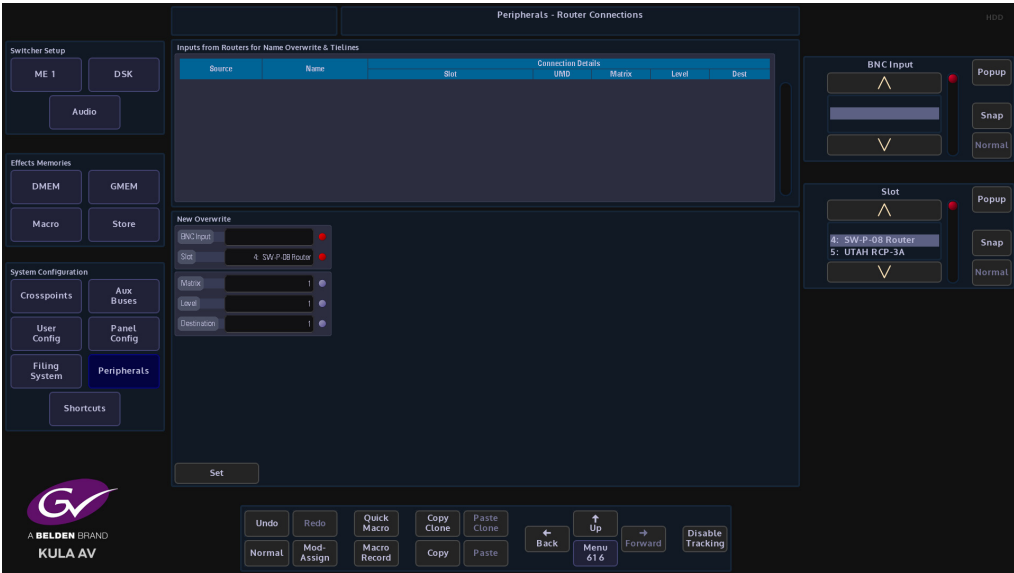 Peripherals - Router Connections
HDD
Switcher Setup
ME 1
DSK
Audio
Effects Memories
DMEM
GMEM
Macro
Store
System Configuration
Crosspoints
Aux
Buses
User
Config
Panel
Config
Filing
System
Peripherals
Shortcuts
Inputs from Routers for Name Overwrite & Tielines
Source
Name
Connection Details
Slot
UMD
Matrix
Level
Dest
New Overwrite
BNC Input
Slot
4: SW-P-08 Router
Matrix
1
Level
1
Destination
1
Set
BNC Input
Popup
Snap
Normal
Slot
Popup
4: SW-P-08 Router
5: UTAH RCP-3A
Snap
Normal
GV
A BELDEN BRAND
KULA AV
Undo
Redo
Quick
Macro
Copy
Clone
Paste
Clone
Normal
Mod-
Assign
Macro
Record
Copy
Paste
Back
Up
Menu
616
Forward
Disable
Tracking